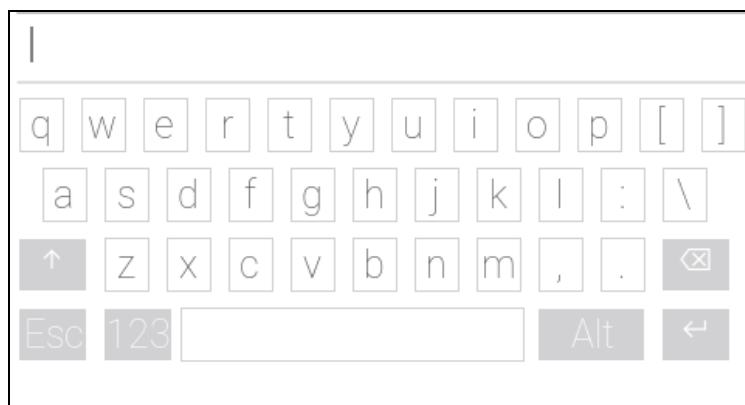 q w e r t y u i o p [ ]
a s d f g h j k l : \
↑ z x c v b n m , . ⌫
Esc 123 Alt ↵